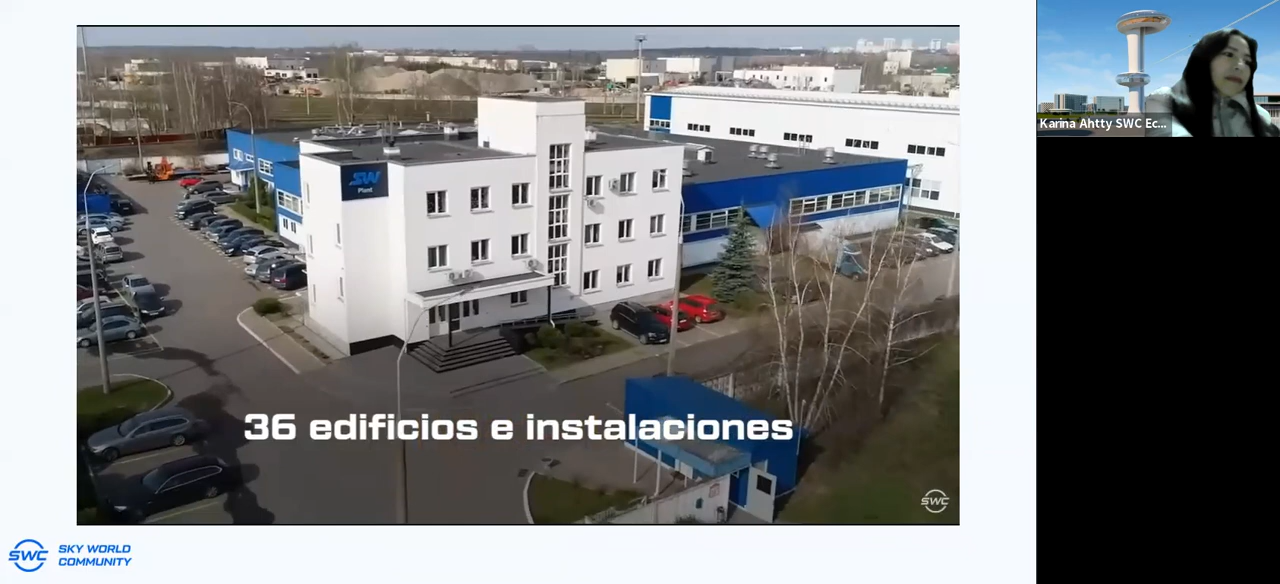 SW
Plant
36 edificios e instalaciones
SWC
SWC
SKY WORLD
COMMUNITY
Karina Ahtty SWC Ec...